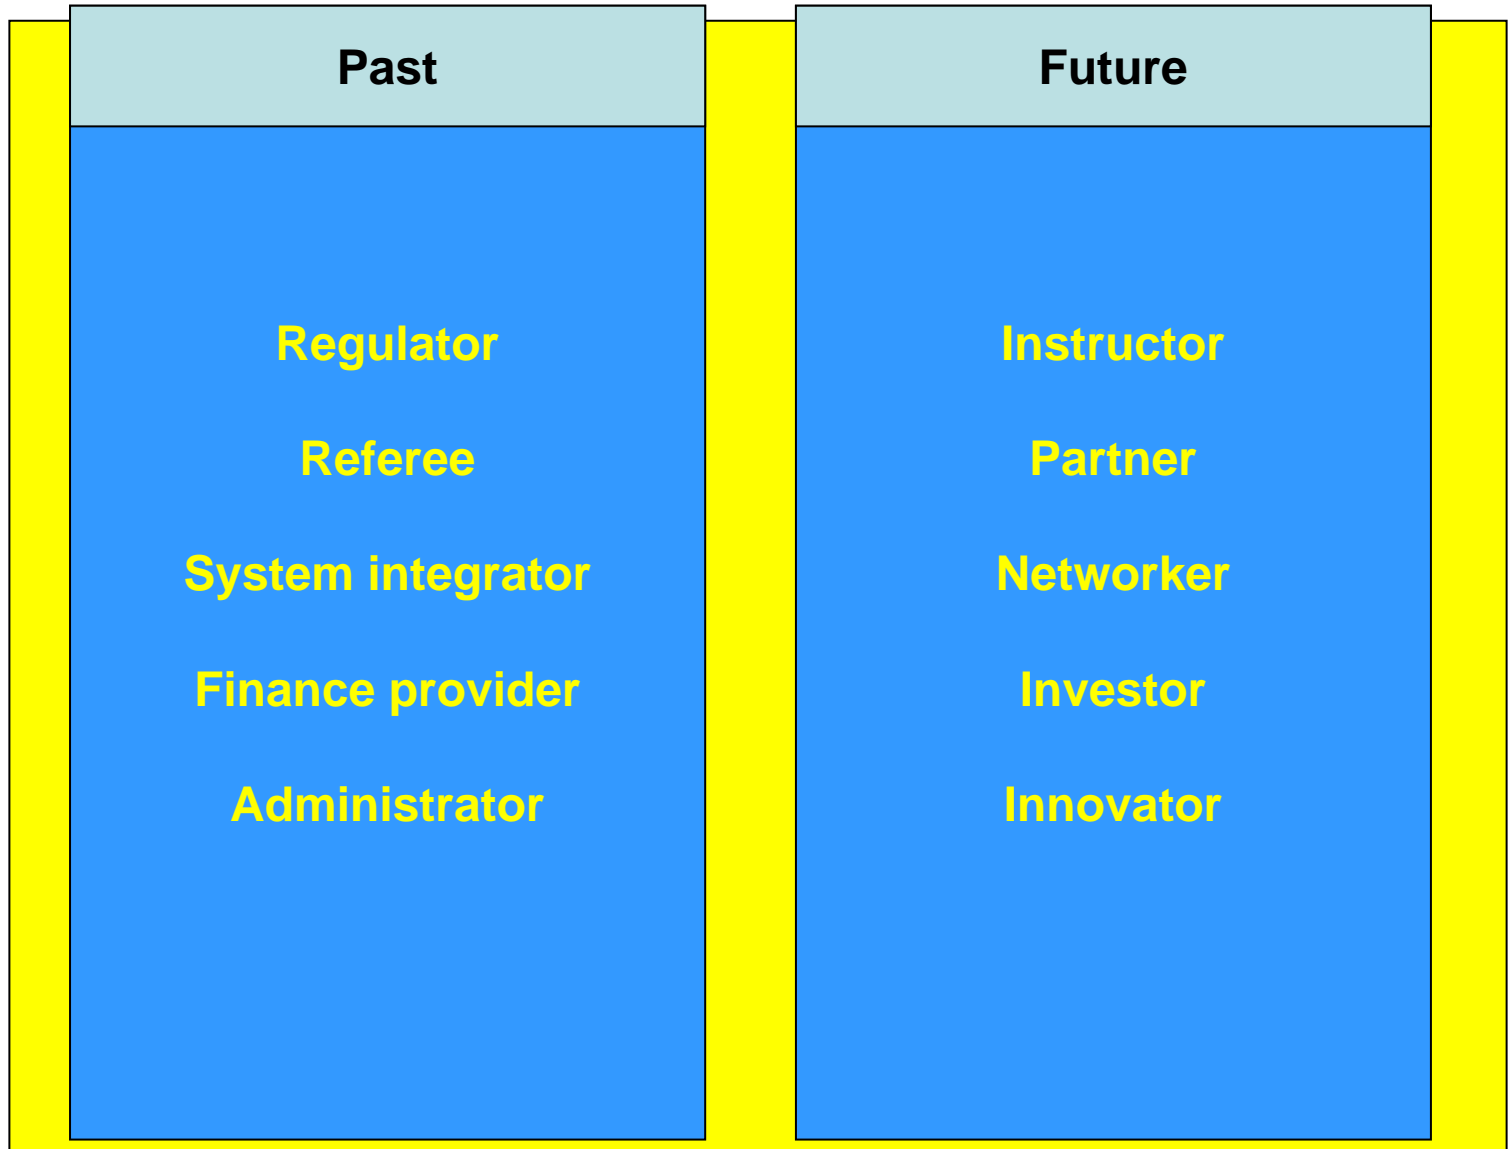 Past
Regulator
Referee
System integrator
Finance provider
Administrator
Future
Instructor
Partner
Networker
Investor
Innovator